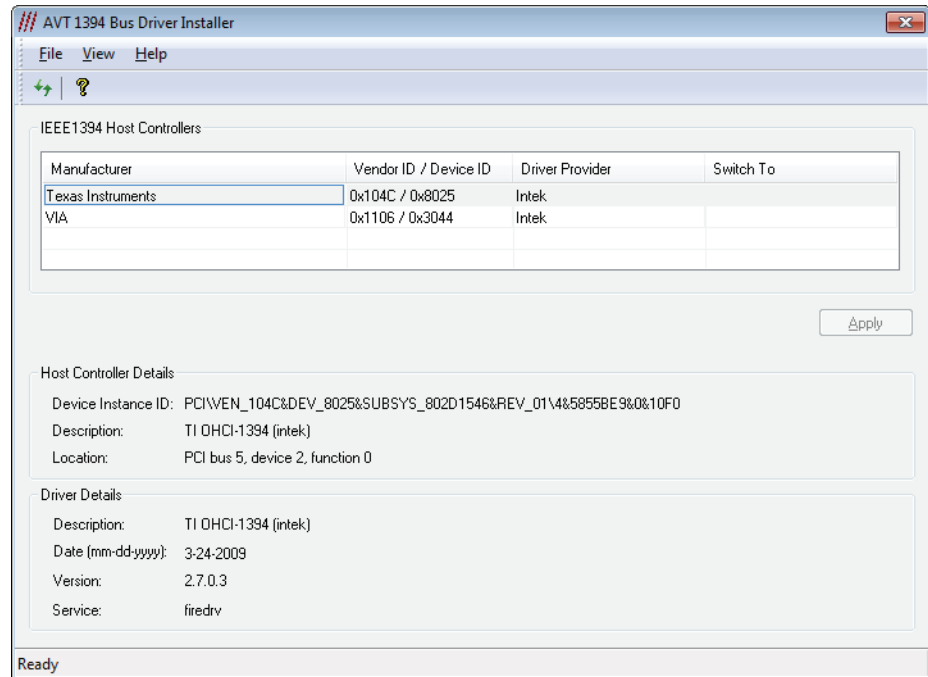 AVT 1394 Bus Driver Installer
File View Help
IEEE1394 Host Controllers
Manufacturer Vendor ID / Device ID Driver Provider Switch To
Texas Instruments 0x104C / 0x8025 Intek
VIA 0x1106 / 0x3044 Intek
Apply
Host Controller Details
Device Instance ID: PCI\VEN_104C&DEV_8025&SUBSYS_802D1546&REV_01\4&5855BE9&0&10F0
Description: TI OHCI-1394 (intek)
Location: PCI bus 5, device 2, function 0
Driver Details
Description: TI OHCI-1394 (intek)
Date (mm-dd-yyyy): 3-24-2009
Version: 2.7.0.3
Service: firedrv
Ready